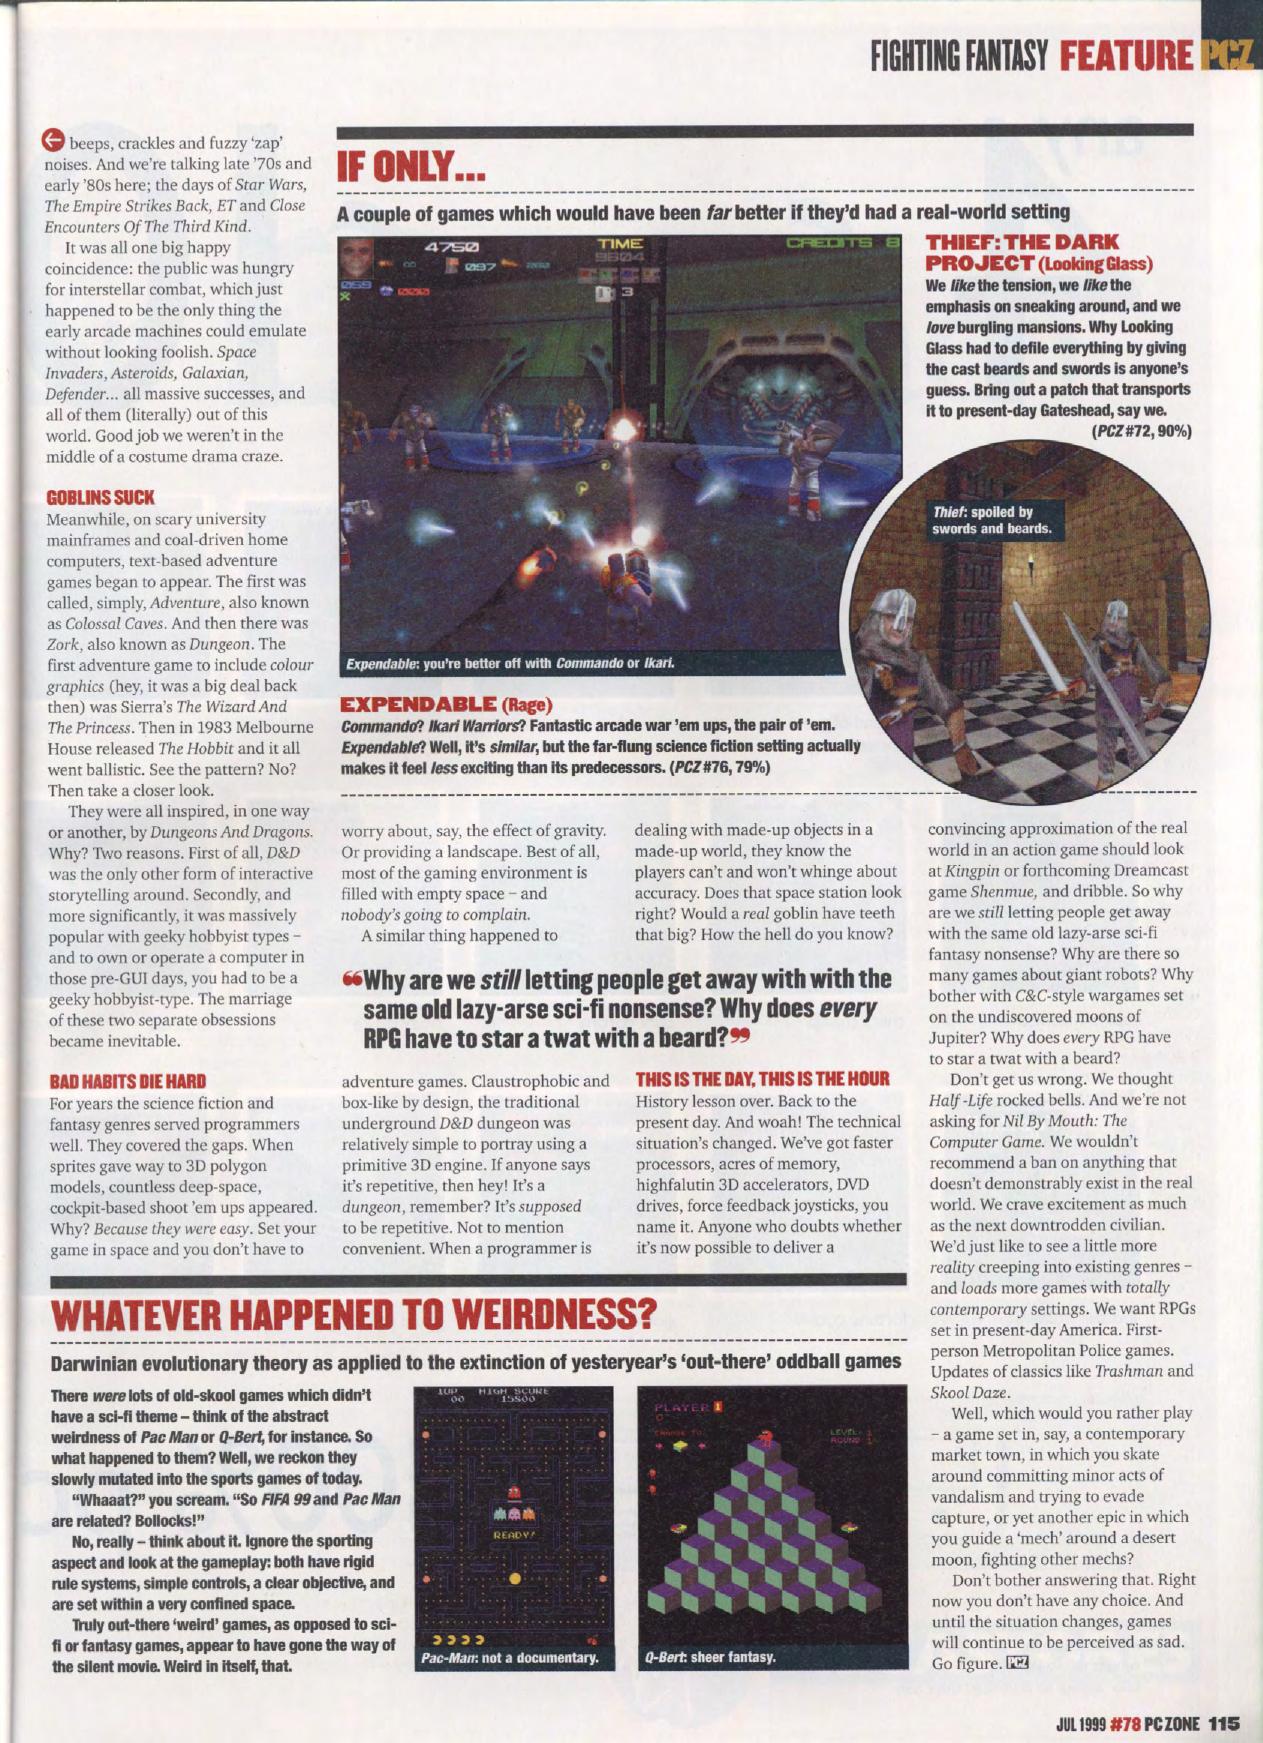 FIGHTING FANTASY FEATURE PCZ
beeps, crackles and fuzzy 'zap'
noises. And we're talking late '70s and
early '80s here; the days of Star Wars,
The Empire Strikes Back, ET and Close
Encounters Of The Third Kind.
It was all one big happy
coincidence: the public was hungry
for interstellar combat, which just
happened to be the only thing the
early arcade machines could emulate
without looking foolish. Space
Invaders, Asteroids, Galaxian,
Defender... all massive successes, and
all of them (literally) out of this
world. Good job we weren't in the
middle of a costume drama craze.
GOBLINS SUCK
Meanwhile, on scary university
mainframes and coal-driven home
computers, text-based adventure
games began to appear. The first was
called, simply, Adventure, also known
as Colossal Caves. And then there was
Zork, also known as Dungeon. The
first adventure game to include colour
graphics (hey, it was a big deal back
then) was Sierra's The Wizard And
The Princess. Then in 1983 Melbourne
House released The Hobbit and it all
went ballistic. See the pattern? No?
Then take a closer look.
They were all inspired, in one way
or another, by Dungeons And Dragons.
Why? Two reasons. First of all, D&D
was the only other form of interactive
storytelling around. Secondly, and
more significantly, it was massively
popular with geeky hobbyist types –
and to own or operate a computer in
those pre-GUI days, you had to be a
geeky hobbyist-type. The marriage
of these two separate obsessions
became inevitable.
BAD HABITS DIE HARD
For years the science fiction and
fantasy genres served programmers
well. They covered the gaps. When
sprites gave way to 3D polygon
models, countless deep-space,
cockpit-based shoot 'em ups appeared.
Why? Because they were easy. Set your
game in space and you don't have to
IF ONLY...
A couple of games which would have been far better if they'd had a real-world setting
4750
TIME
9804
CREDITS 8
097
059
000
3
Expendable: you're better off with Commando or Ikari.
EXPENDABLE (Rage)
Commando? Ikari Warriors? Fantastic arcade war 'em ups, the pair of 'em.
Expendable? Well, it's similar, but the far-flung science fiction setting actually
makes it feel less exciting than its predecessors. (PCZ #76, 79%)
THIEF: THE DARK
PROJECT (Looking Glass)
We like the tension, we like the
emphasis on sneaking around, and we
love burgling mansions. Why Looking
Glass had to defile everything by giving
the cast beards and swords is anyone's
guess. Bring out a patch that transports
it to present-day Gateshead, say we.
(PCZ #72, 90%)
Thief: spoiled by
swords and beards.
worry about, say, the effect of gravity.
Or providing a landscape. Best of all,
most of the gaming environment is
filled with empty space – and
nobody's going to complain.
A similar thing happened to
adventure games. Claustrophobic and
box-like by design, the traditional
underground D&D dungeon was
relatively simple to portray using a
primitive 3D engine. If anyone says
it's repetitive, then hey! It's a
dungeon, remember? It's supposed
to be repetitive. Not to mention
convenient. When a programmer is
dealing with made-up objects in a
made-up world, they know the
players can't and won't whinge about
accuracy. Does that space station look
right? Would a real goblin have teeth
that big? How the hell do you know?
“Why are we still letting people get away with with the
same old lazy-arse sci-fi nonsense? Why does every
RPG have to star a twat with a beard?”
THIS IS THE DAY, THIS IS THE HOUR
History lesson over. Back to the
present day. And woah! The technical
situation's changed. We've got faster
processors, acres of memory,
highfalutin 3D accelerators, DVD
drives, force feedback joysticks, you
name it. Anyone who doubts whether
it's now possible to deliver a
convincing approximation of the real
world in an action game should look
at Kingpin or forthcoming Dreamcast
game Shenmue, and dribble. So why
are we still letting people get away
with the same old lazy-arse sci-fi
fantasy nonsense? Why are there so
many games about giant robots? Why
bother with C&C-style wargames set
on the undiscovered moons of
Jupiter? Why does every RPG have
to star a twat with a beard?
Don't get us wrong. We thought
Half-Life rocked bells. And we're not
asking for Nil By Mouth: The
Computer Game. We wouldn't
recommend a ban on anything that
doesn't demonstrably exist in the real
world. We crave excitement as much
as the next downtrodden civilian.
We'd just like to see a little more
reality creeping into existing genres –
and loads more games with totally
contemporary settings. We want RPGs
set in present-day America. First-
person Metropolitan Police games.
Updates of classics like Trashman and
Skool Daze.
Well, which would you rather play
– a game set in, say, a contemporary
market town, in which you skate
around committing minor acts of
vandalism and trying to evade
capture, or yet another epic in which
you guide a 'mech' around a desert
moon, fighting other mechs?
Don't bother answering that. Right
now you don't have any choice. And
until the situation changes, games
will continue to be perceived as sad.
Go figure. PCZ
WHATEVER HAPPENED TO WEIRDNESS?
Darwinian evolutionary theory as applied to the extinction of yesteryear's 'out-there' oddball games
There were lots of old-skool games which didn't
have a sci-fi theme – think of the abstract
weirdness of Pac Man or Q-Bert, for instance. So
what happened to them? Well, we reckon they
slowly mutated into the sports games of today.
"Whaaat?" you scream. "So FIFA 99 and Pac Man
are related? Bollocks!"
No, really – think about it. Ignore the sporting
aspect and look at the gameplay: both have rigid
rule systems, simple controls, a clear objective, and
are set within a very confined space.
Truly out-there 'weird' games, as opposed to sci-
fi or fantasy games, appear to have gone the way of
the silent movie. Weird in itself, that.
1UP HIGH SCORE
00 15800
READY!
Pac-Man: not a documentary.
PLAYER 1
0
CHANGE TO:
LEVEL: 1
ROUND: 1
Q-Bert: sheer fantasy.
JUL 1999 #78 PC ZONE 115